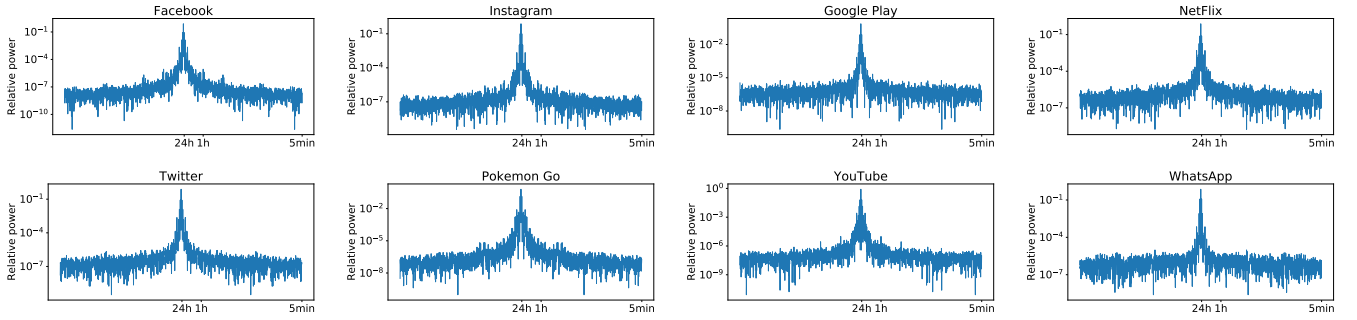 Facebook
Instagram
Google Play
NetFlix
Relative power
10⁻¹
10⁻⁴
10⁻⁷
10⁻¹⁰
24h 1h
5min
Relative power
10⁻¹
10⁻⁴
10⁻⁷
24h 1h
5min
Relative power
10⁻²
10⁻⁵
10⁻⁸
24h 1h
5min
Relative power
10⁻¹
10⁻⁴
10⁻⁷
24h 1h
5min
Twitter
Pokemon Go
YouTube
WhatsApp
Relative power
10⁻¹
10⁻⁴
10⁻⁷
24h 1h
5min
Relative power
10⁻²
10⁻⁵
10⁻⁸
24h 1h
5min
Relative power
10⁰
10⁻³
10⁻⁶
10⁻⁹
24h 1h
5min
Relative power
10⁻¹
10⁻⁴
10⁻⁷
24h 1h
5min